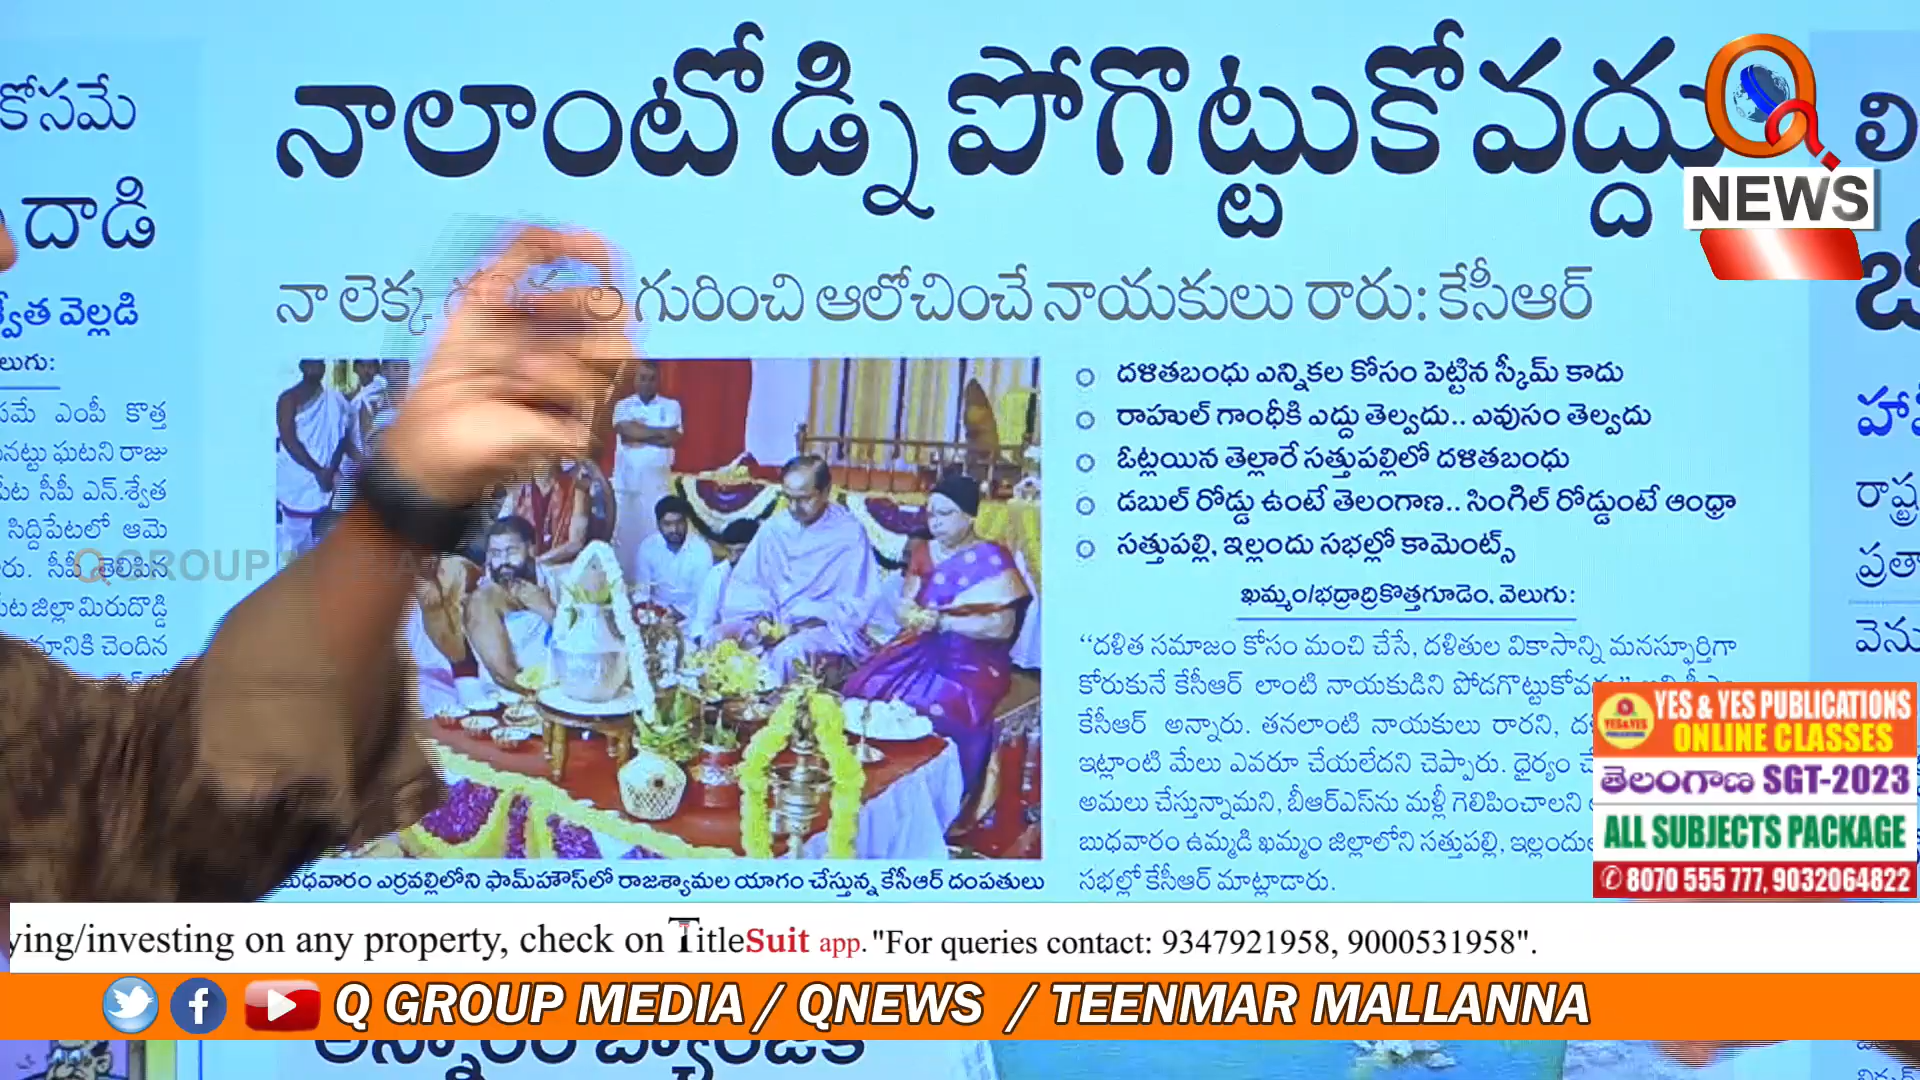 నాలాంటోడ్ని పోగొట్టుకోవద్దు
కోసమే
దాడి
వెల్లడి
నా లెక్క గురించి ఆలోచించే నాయకులు రారు: కేసీఆర్
దళితబంధు ఎన్నికల కోసం పెట్టిన స్కీమ్ కాదు
రాహుల్ గాంధీకి ఎద్దు తెల్వదు.. ఎవుసం తెల్వదు
ఓట్లయిన తెల్లారే సత్తుపల్లిలో దళితబంధు
డబుల్ రోడ్డు ఉంటే తెలంగాణ.. సింగిల్ రోడ్డుంటే ఆంధ్రా
సత్తుపల్లి, ఇల్లందు సభల్లో కామెంట్స్
ఖమ్మం/భద్రాద్రికొత్తగూడెం, వెలుగు:
‘‘దళిత సమాజం కోసం మంచి చేసే, దళితుల వికాసాన్ని మనస్ఫూర్తిగా
కోరుకునే కేసీఆర్ లాంటి నాయకుడిని
కేసీఆర్ అన్నారు. తనలాంటి నాయకులు రారని,
ఇట్లాంటి మేలు ఎవరూ చేయలేదని చెప్పారు. ధైర్యం
అమలు చేస్తున్నామని, బీఆర్ఎస్‌ను మళ్లీ గెలిపించాలని
బుధవారం ఉమ్మడి ఖమ్మం జిల్లాలోని సత్తుపల్లి,
సభల్లో కేసీఆర్ మాట్లాడారు.
ఎర్రవల్లిలోని ఫామ్‌హౌస్‌లో రాజశ్యామల యాగం చేస్తున్న కేసీఆర్ దంపతులు
ఎంపీ కొత్త
ఘటని రాజు
సీపీ ఎన్.శ్వేత
సిద్దిపేటలో ఆమె
సీపీ తెలిపిన
జిల్లా మిరుదొడ్డి
చెందిన
Q GROUP
Q
NEWS
YES & YES PUBLICATIONS
ONLINE CLASSES
తెలంగాణ SGT-2023
ALL SUBJECTS PACKAGE
8070 555 777, 9032064822
ying/investing on any property, check on TitleSuit app. "For queries contact: 9347921958, 9000531958".
Q GROUP MEDIA / QNEWS / TEENMAR MALLANNA